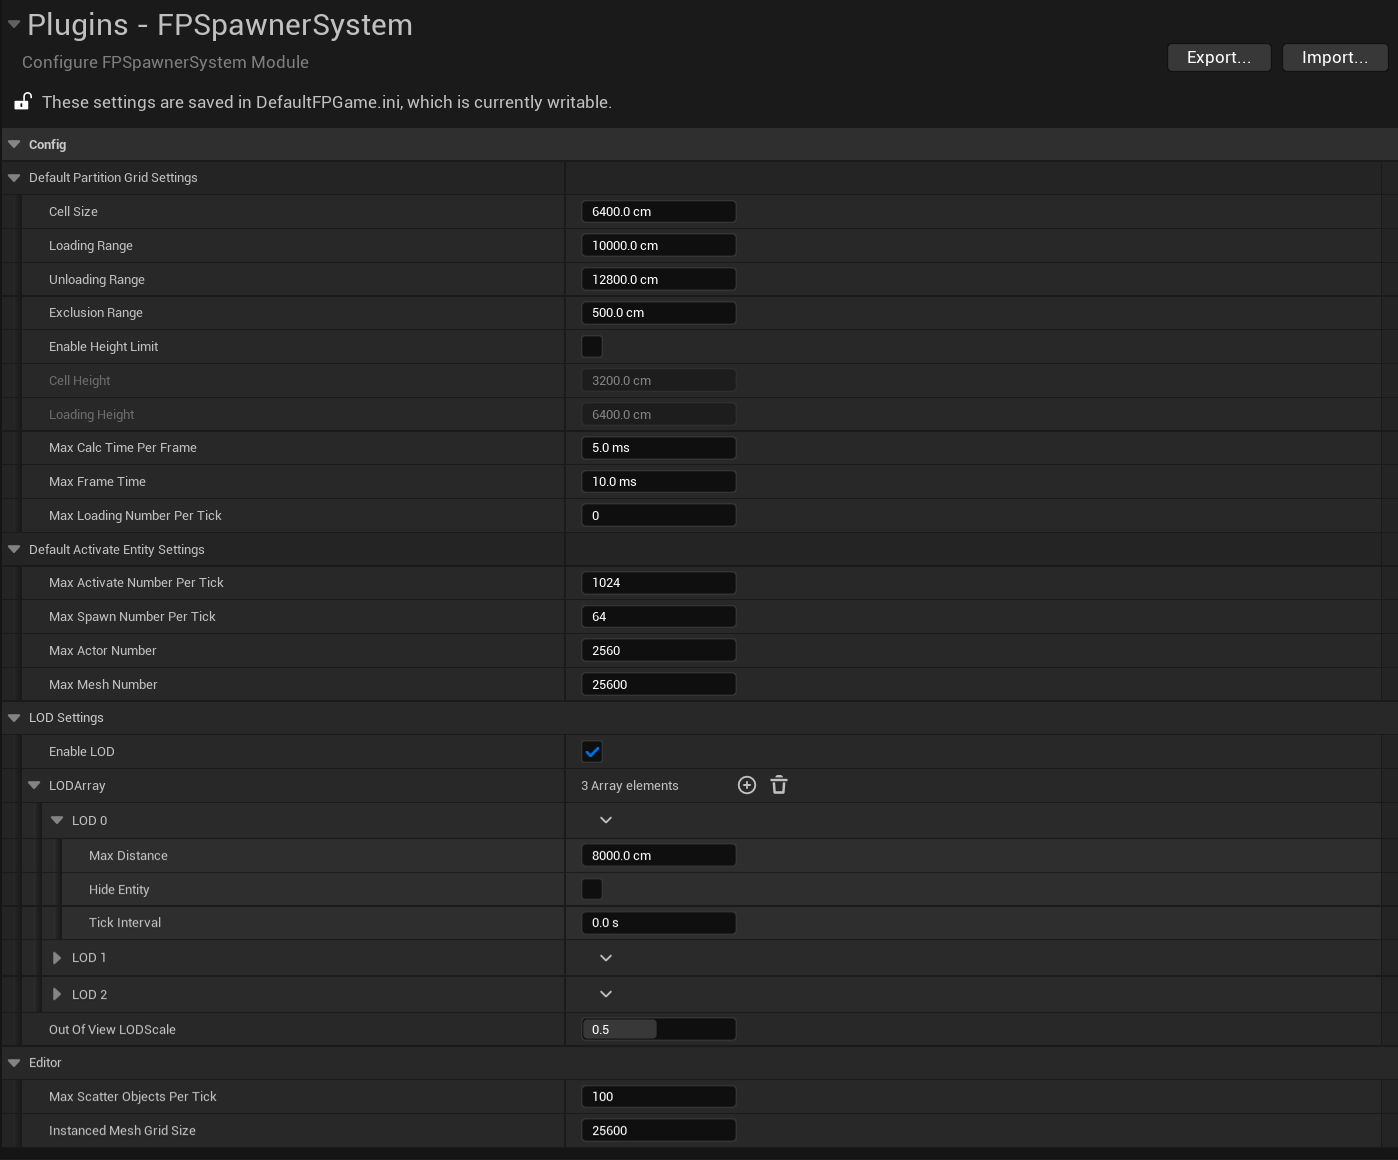 Plugins - FPSpawnerSystem
Configure FPSpawnerSystem Module
Export...
Import...
These settings are saved in DefaultFPGame.ini, which is currently writable.
Config
Default Partition Grid Settings
Cell Size 6400.0 cm
Loading Range 10000.0 cm
Unloading Range 12800.0 cm
Exclusion Range 500.0 cm
Enable Height Limit
Cell Height 3200.0 cm
Loading Height 6400.0 cm
Max Calc Time Per Frame 5.0 ms
Max Frame Time 10.0 ms
Max Loading Number Per Tick 0
Default Activate Entity Settings
Max Activate Number Per Tick 1024
Max Spawn Number Per Tick 64
Max Actor Number 2560
Max Mesh Number 25600
LOD Settings
Enable LOD
LODArray 3 Array elements
LOD 0
Max Distance 8000.0 cm
Hide Entity
Tick Interval 0.0 s
LOD 1
LOD 2
Out Of View LODScale 0.5
Editor
Max Scatter Objects Per Tick 100
Instanced Mesh Grid Size 25600